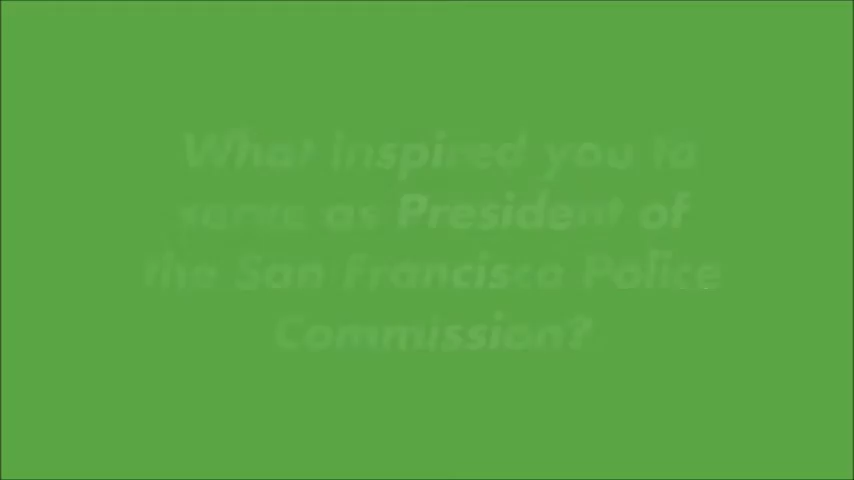 What inspired you to
serve as President of
the San Francisco Police
Commission?